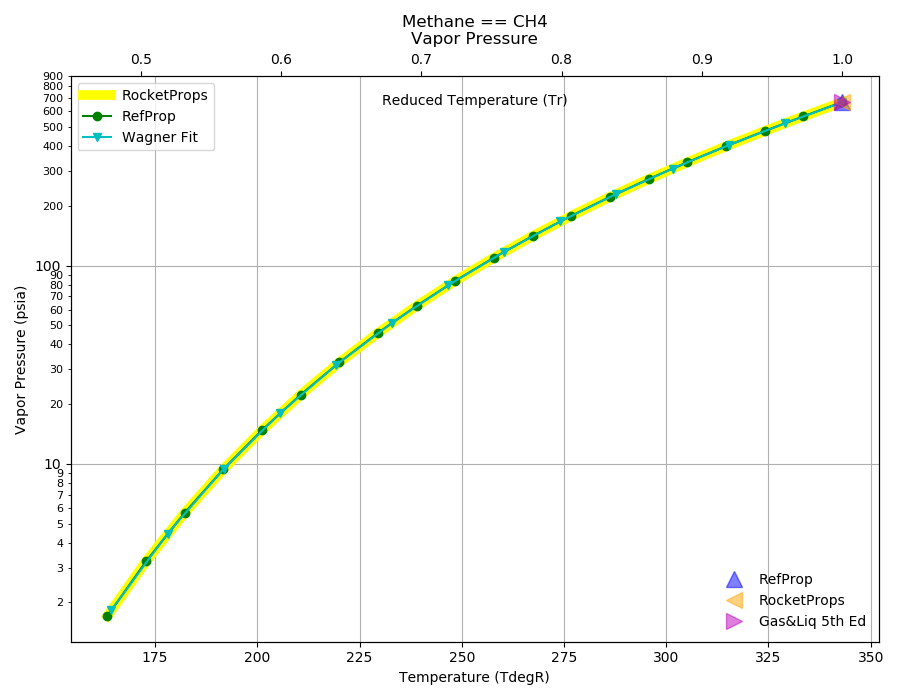 Methane == CH4
Vapor Pressure
0.5 0.6 0.7 0.8 0.9 1.0
Reduced Temperature (Tr)
RocketProps
RefProp
Wagner Fit
Vapor Pressure (psia)
900
800
700
600
500
400
300
200
100
90
80
70
60
50
40
30
20
10
9
8
7
6
5
4
3
2
RefProp
RocketProps
Gas&Liq 5th Ed
175 200 225 250 275 300 325 350
Temperature (TdegR)